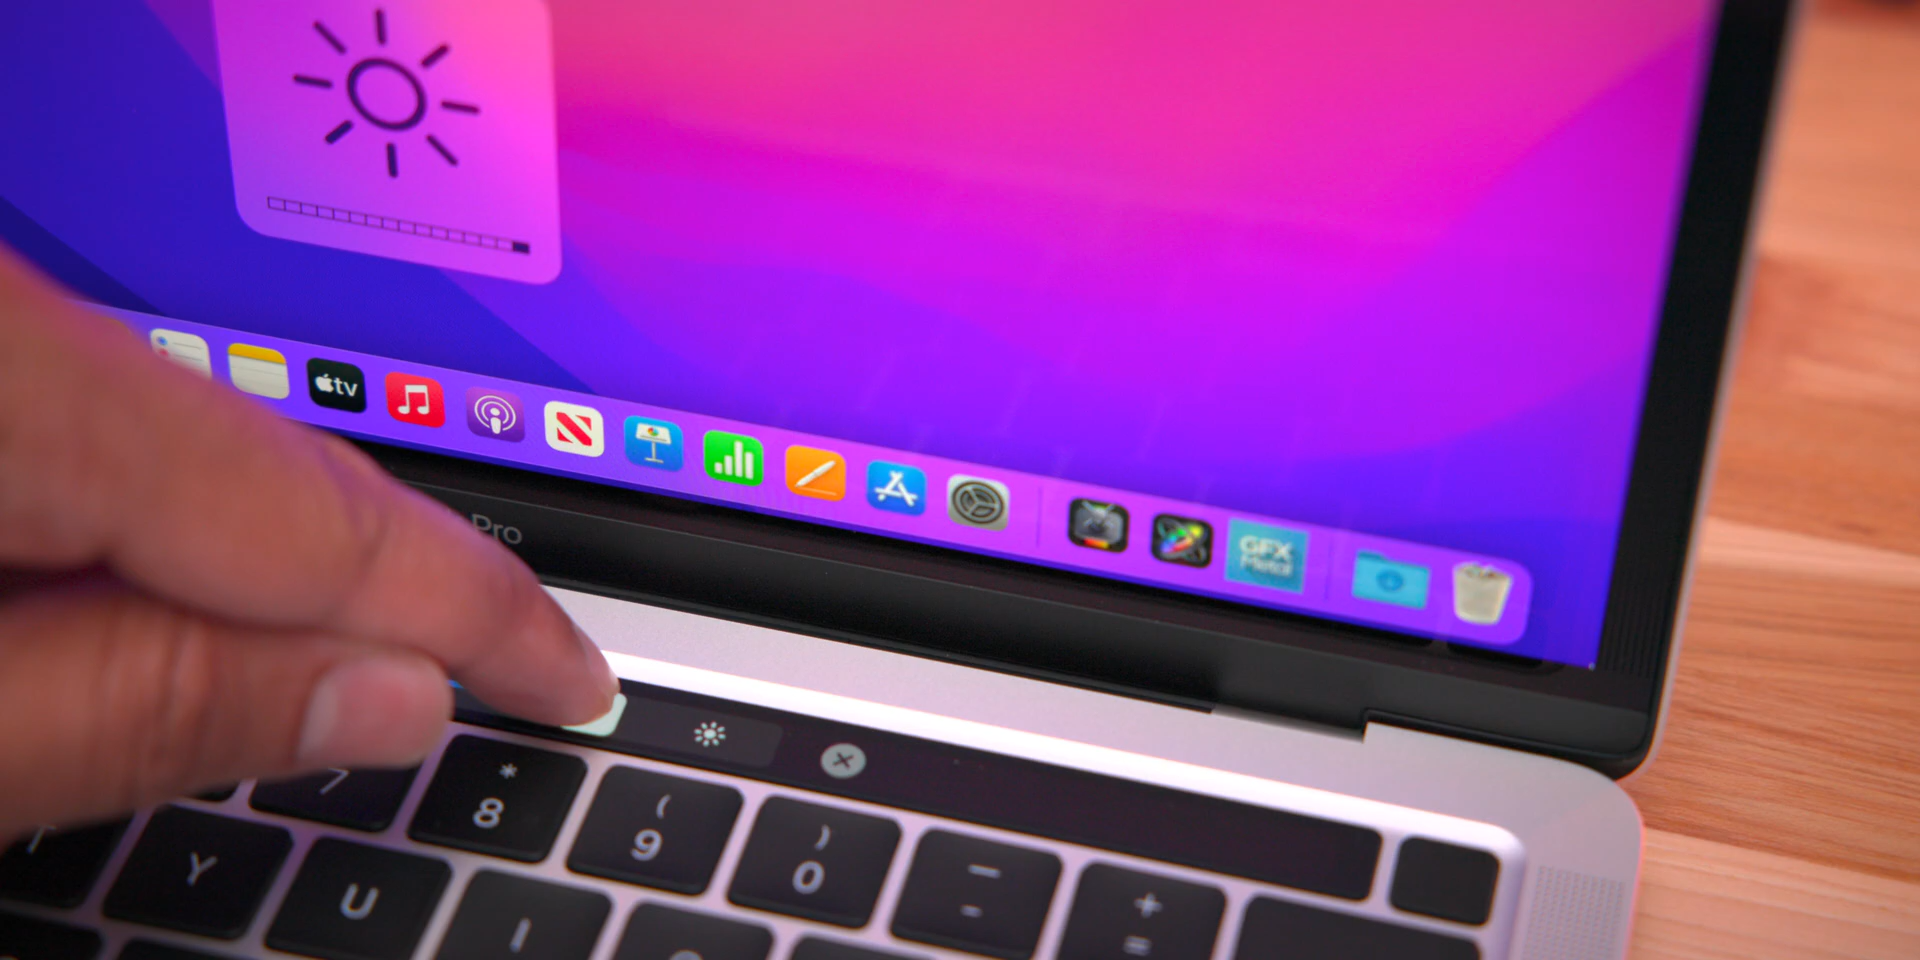 tv
Pro
GFX
Metal
*
8
(
9
)
0
—
-
+
=
Y
U
I